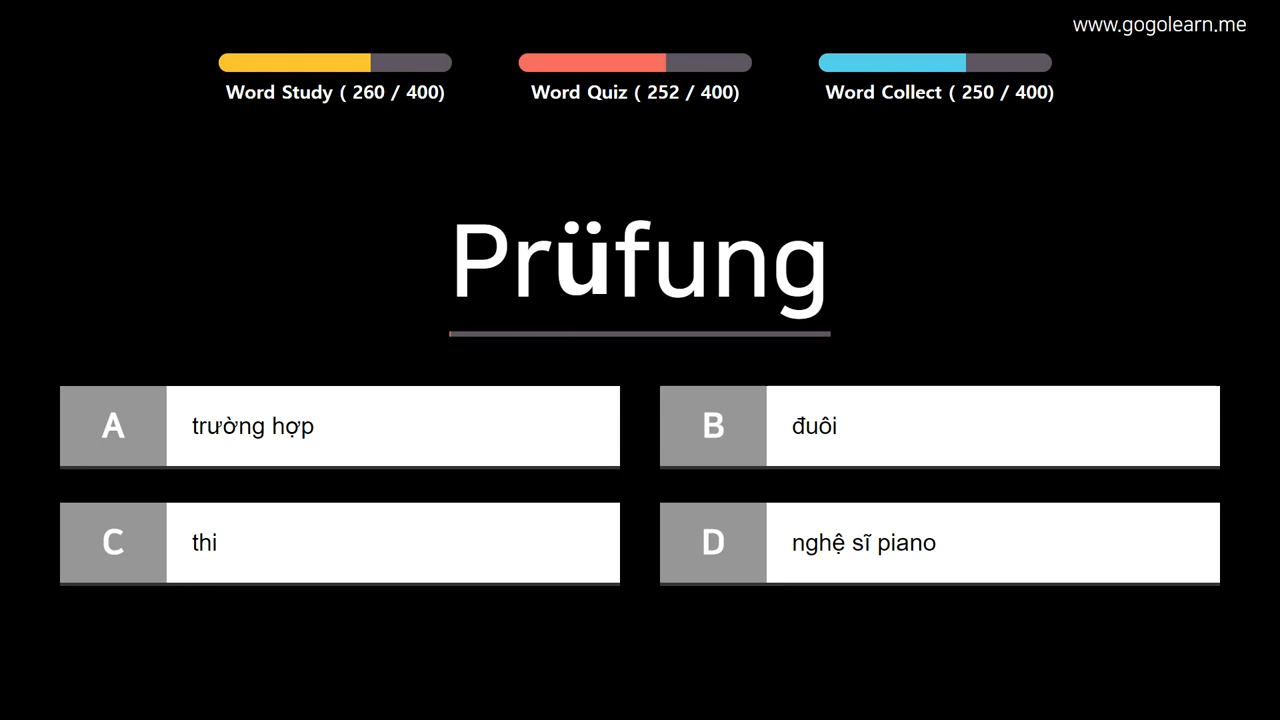 www.gogolearn.me
Word Study ( 260 / 400)
Word Quiz ( 252 / 400)
Word Collect ( 250 / 400)
Prüfung
A trường hợp
B đuôi
C thi
D nghệ sĩ piano